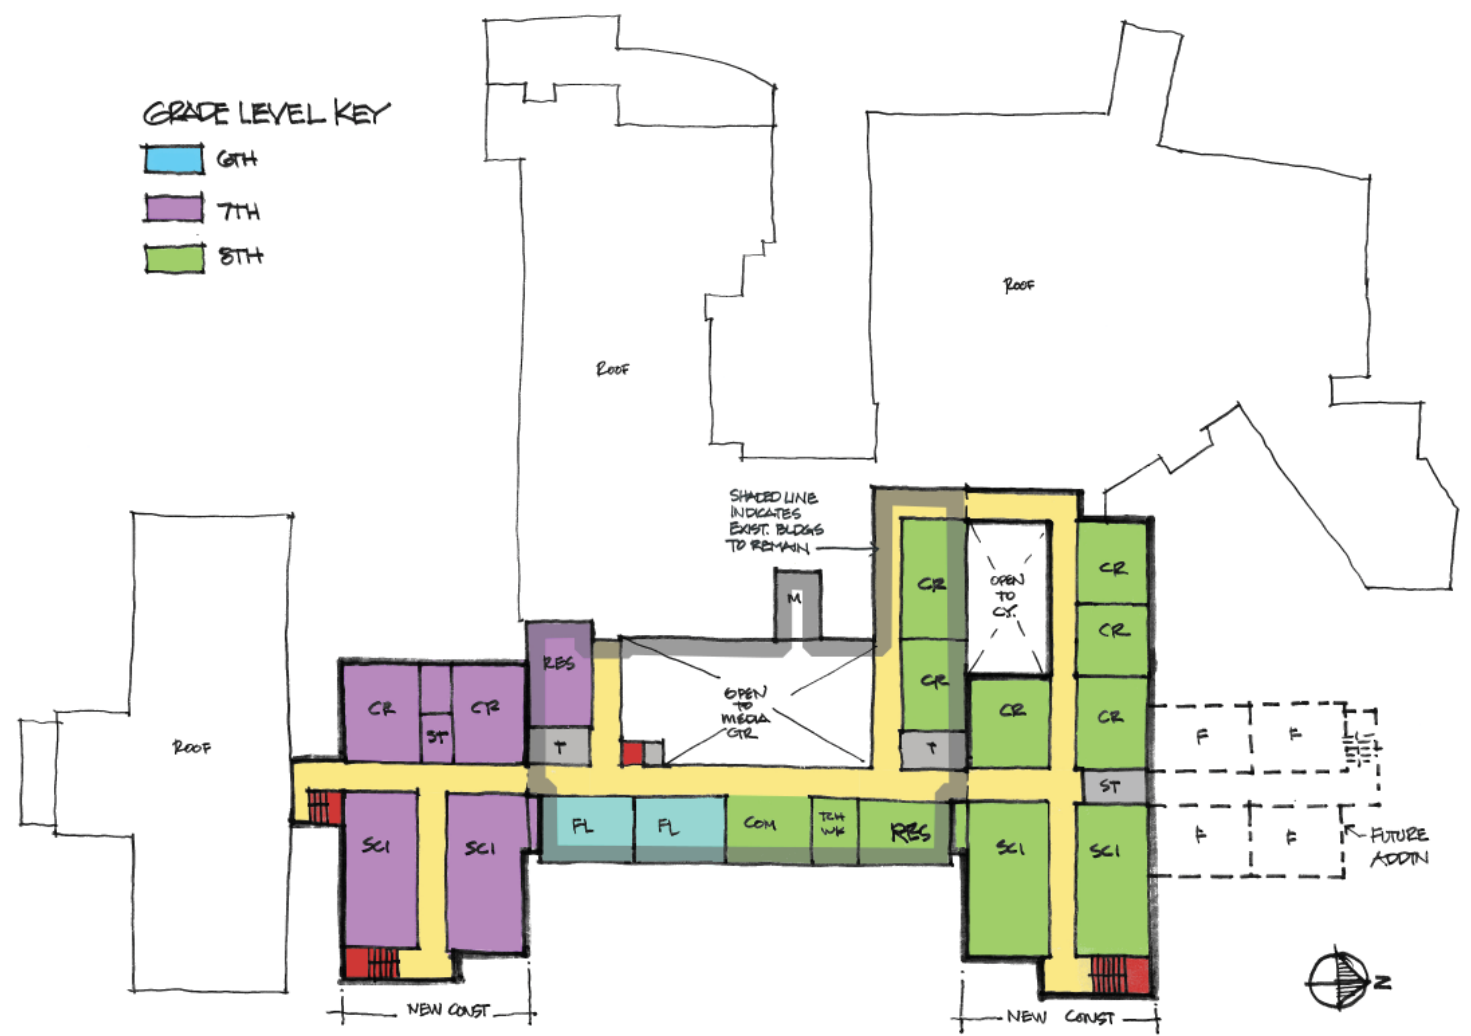 GRADE LEVEL KEY
6TH
7TH
8TH
ROOF
ROOF
ROOF
SHADED LINE
INDICATES
EXIST. BLDGS
TO REMAIN
M
CR
OPEN
TO
CY.
CR
CR
CR
CR
CR
RES
CR
ST
CR
T
OPEN
TO
MEDIA
CTR
T
ST
F
F
F
F
FUTURE
ADDTN
SCI
SCI
FL
FL
COM
TCH
WK
RES
SCI
SCI
NEW CONST
NEW CONST
N